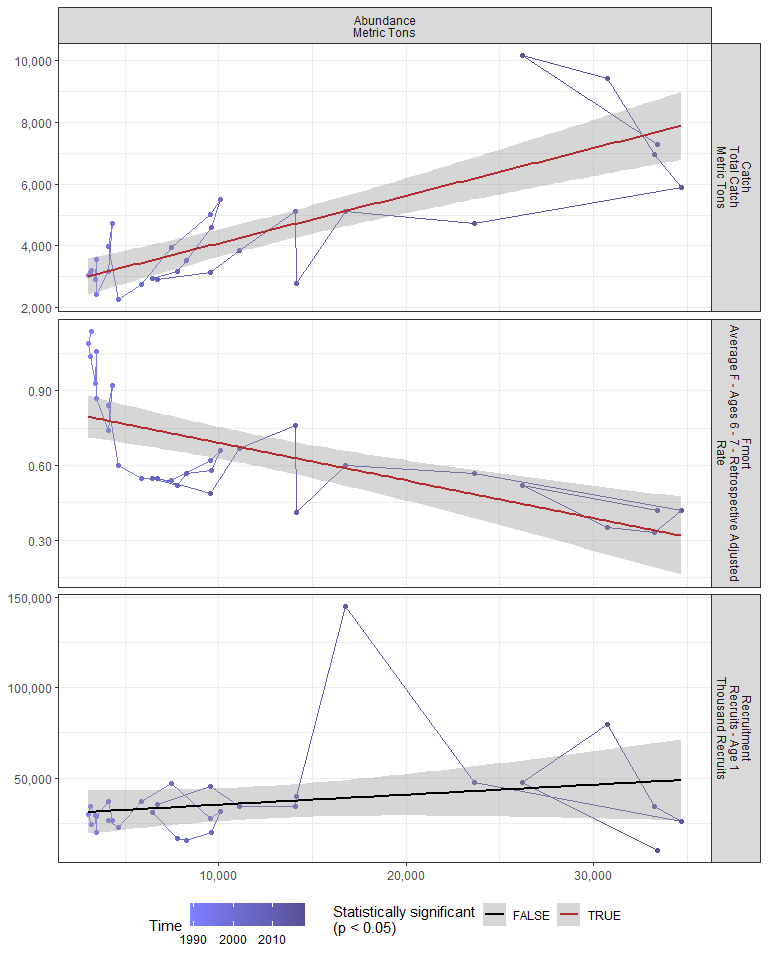 Abundance
Metric Tons
10,000
8,000
6,000
4,000
2,000
Catch
Total Catch
Metric Tons
0.90
0.60
0.30
Fmort
Average F - Ages 6 - 7 - Retrospective Adjusted
Rate
150,000
100,000
50,000
Recruitment
Recruits - Age 1
Thousand Recruits
10,000 20,000 30,000
Time
1990 2000 2010
Statistically significant
(p < 0.05)
FALSE TRUE